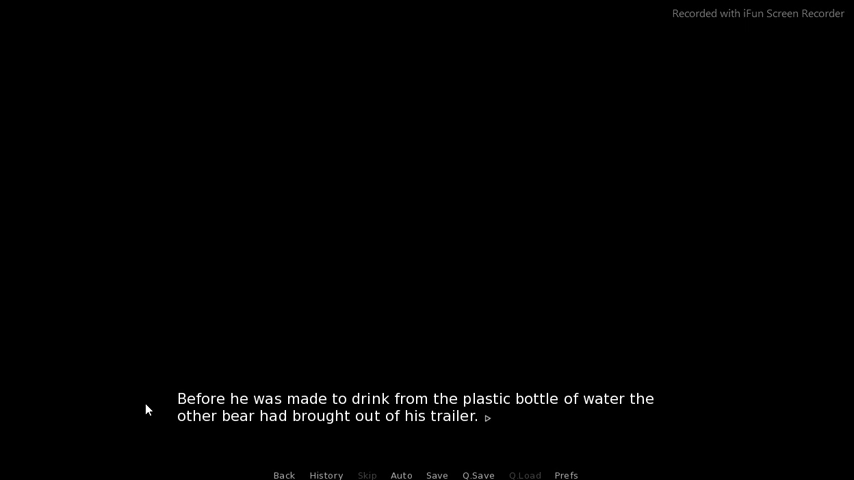 Recorded with iFun Screen Recorder
Before he was made to drink from the plastic bottle of water the
other bear had brought out of his trailer.
Back History Skip Auto Save Q.Save Q.Load Prefs